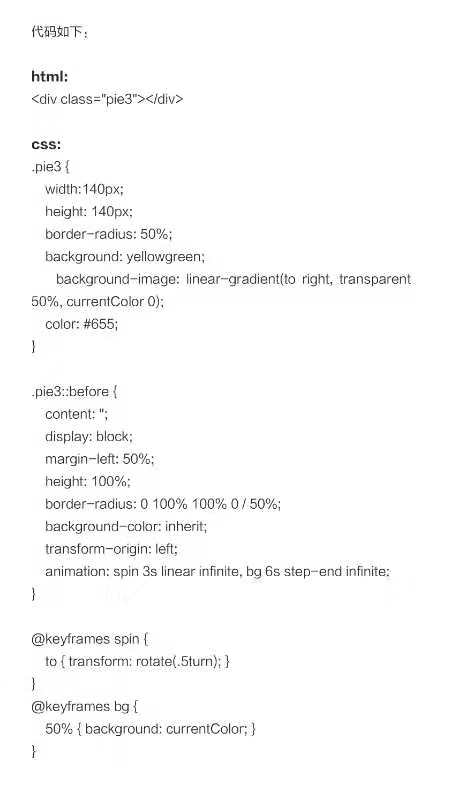 代码如下：
html:
<div class="pie3"></div>
css:
.pie3 {
width:140px;
height: 140px;
border-radius: 50%;
background: yellowgreen;
background-image: linear-gradient(to right, transparent
50%, currentColor 0);
color: #655;
}
.pie3::before {
content: '';
display: block;
margin-left: 50%;
height: 100%;
border-radius: 0 100% 100% 0 / 50%;
background-color: inherit;
transform-origin: left;
animation: spin 3s linear infinite, bg 6s step-end infinite;
}
@keyframes spin {
to { transform: rotate(.5turn); }
}
@keyframes bg {
50% { background: currentColor; }
}